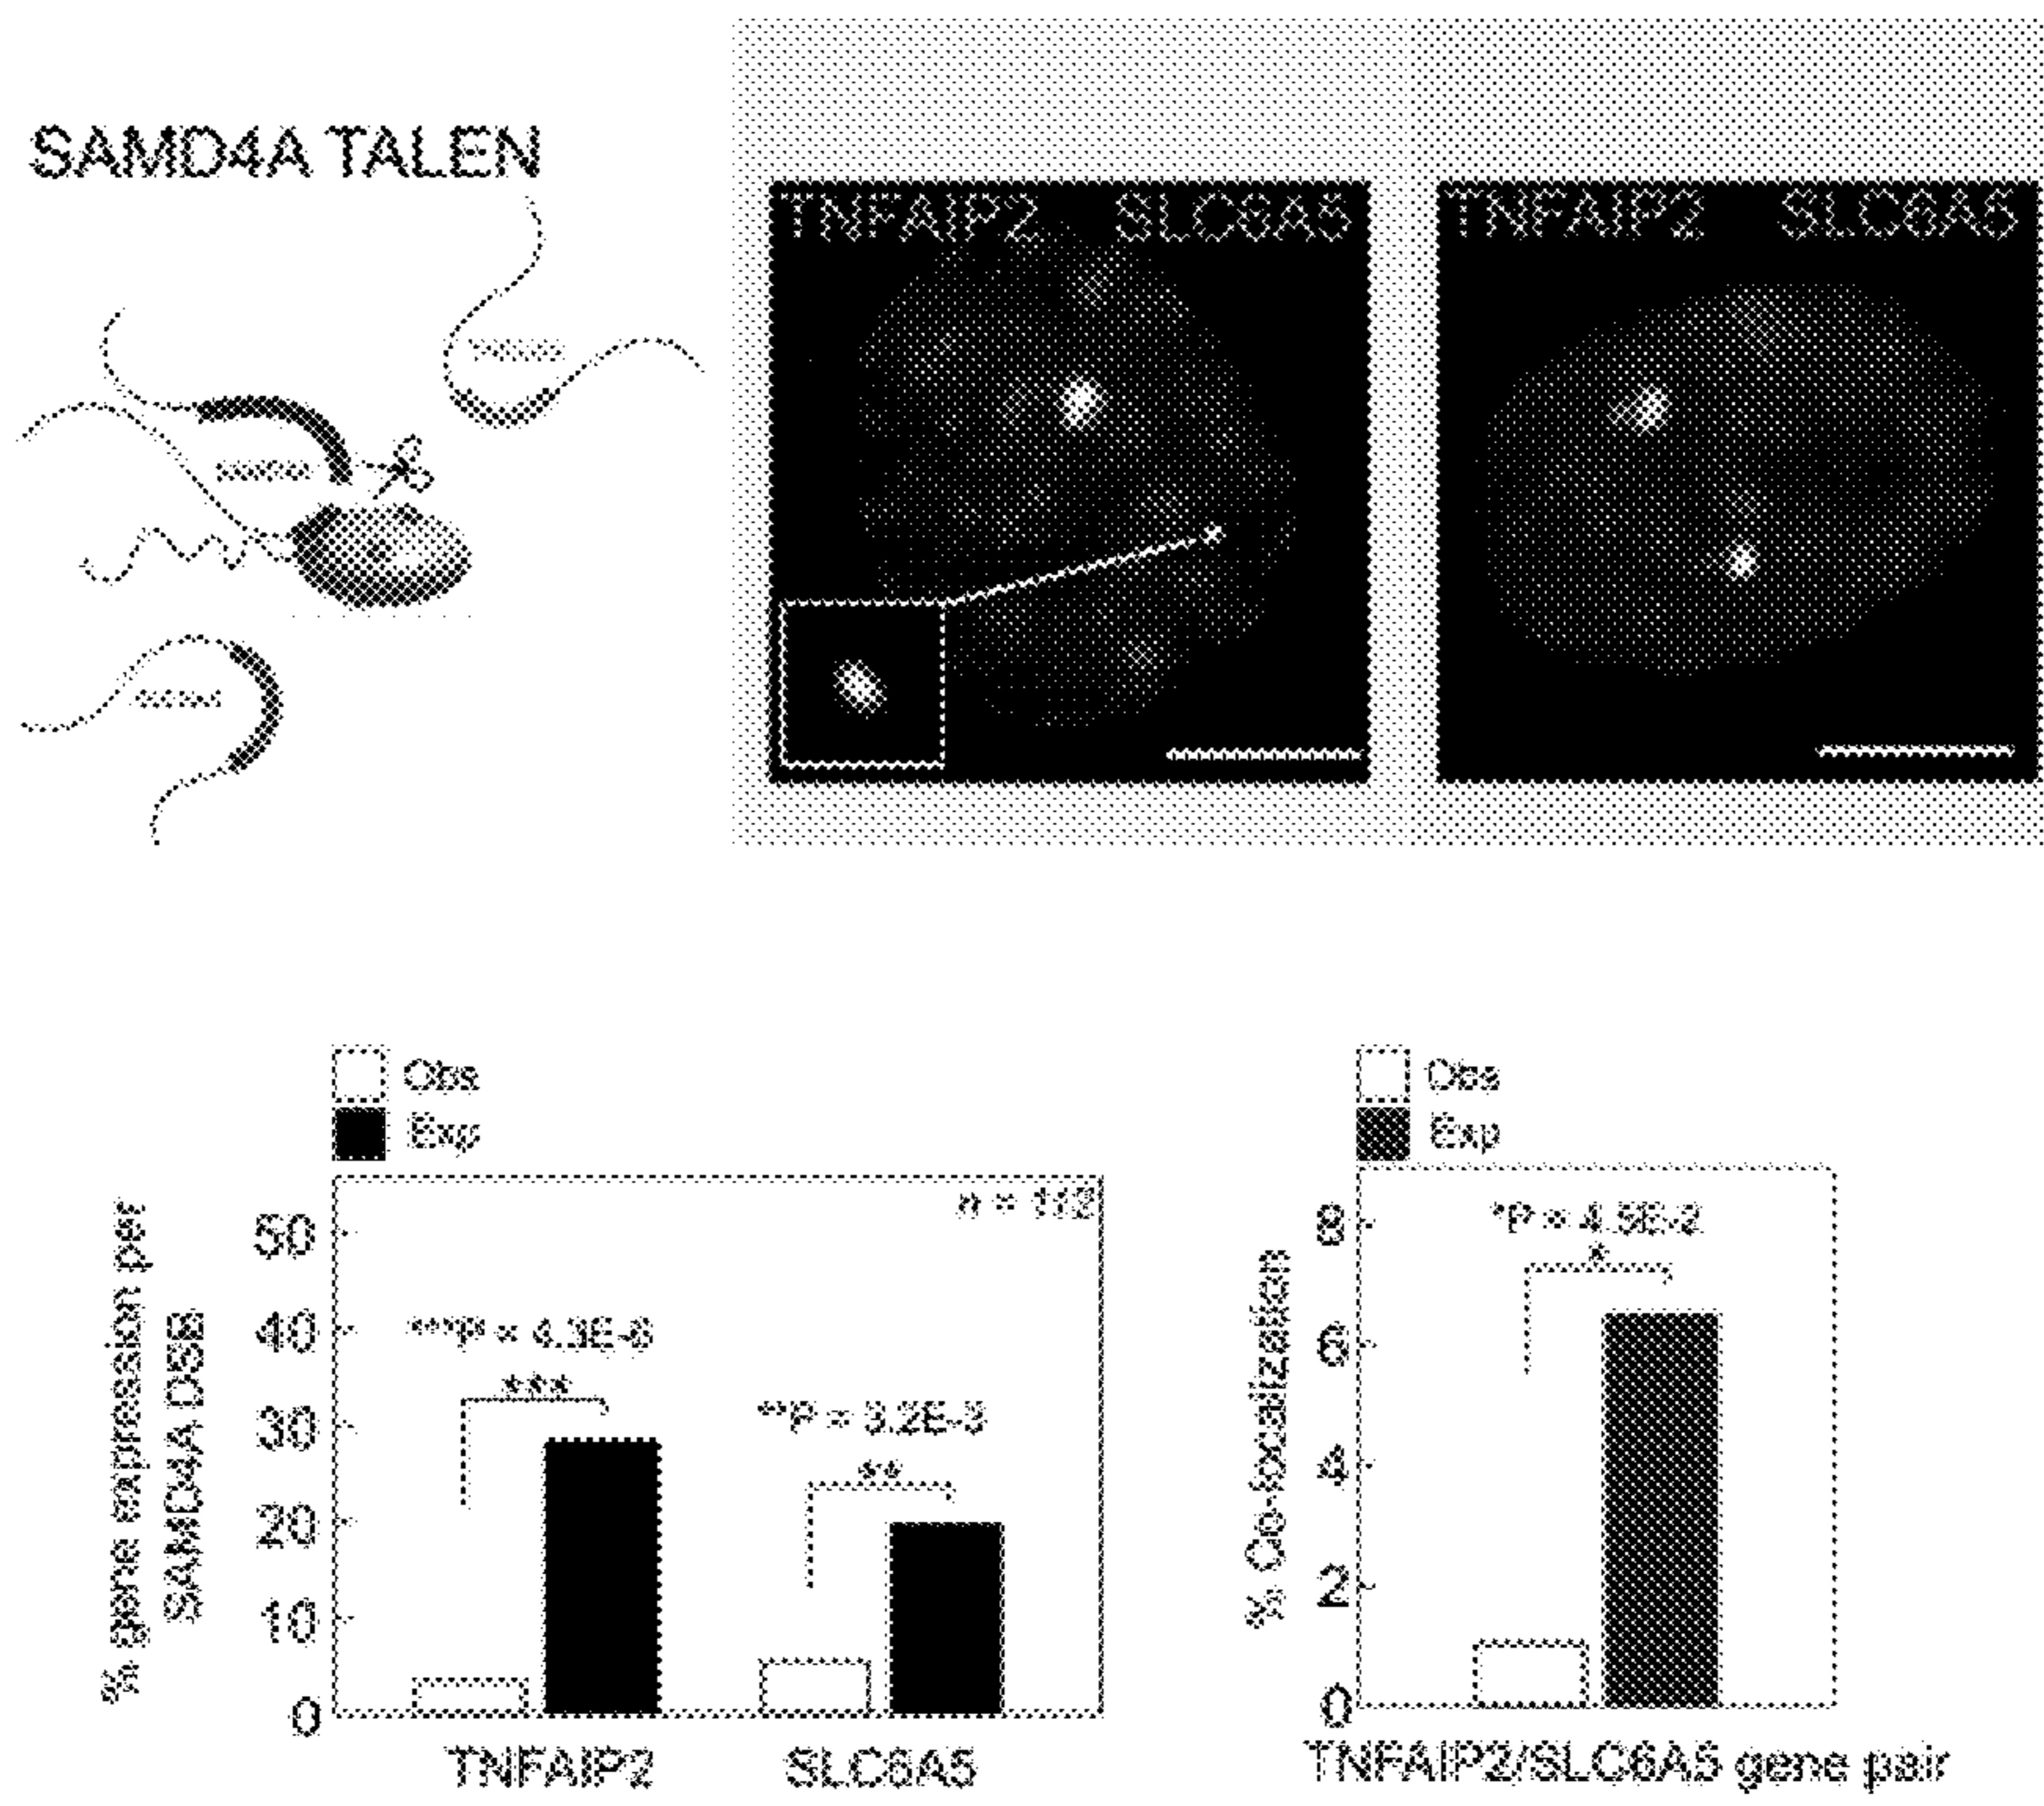 SAMD4A TALEN
TNFAIP2 SLC6A5
TNFAIP2 SLC6A5
Obs
Exp
n = 112
% gene expression per
SAMD4A DSB
50
40
30
20
10
0
***P = 4.3E-6
***
**P = 3.2E-3
**
TNFAIP2 SLC6A5
Obs
Exp
% Co-localization
8
6
4
2
0
*P = 4.5E-2
*
TNFAIP2/SLC6A5 gene pair